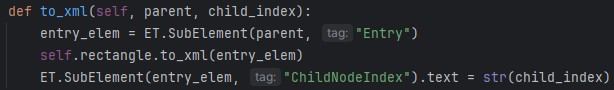 def to_xml(self, parent, child_index):
    entry_elem = ET.SubElement(parent, tag: "Entry")
    self.rectangle.to_xml(entry_elem)
    ET.SubElement(entry_elem, tag: "ChildNodeIndex").text = str(child_index)